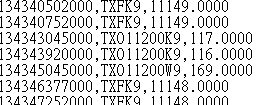 134340502000,TXFK9,11149.0000
134340752000,TXFK9,11149.0000
134343045000,TXO11200K9,117.0000
134343920000,TXO11200K9,116.0000
134345045000,TXO11200W9,169.0000
134346377000,TXFK9,11148.0000
134347252000,TXFK9,11148.0000